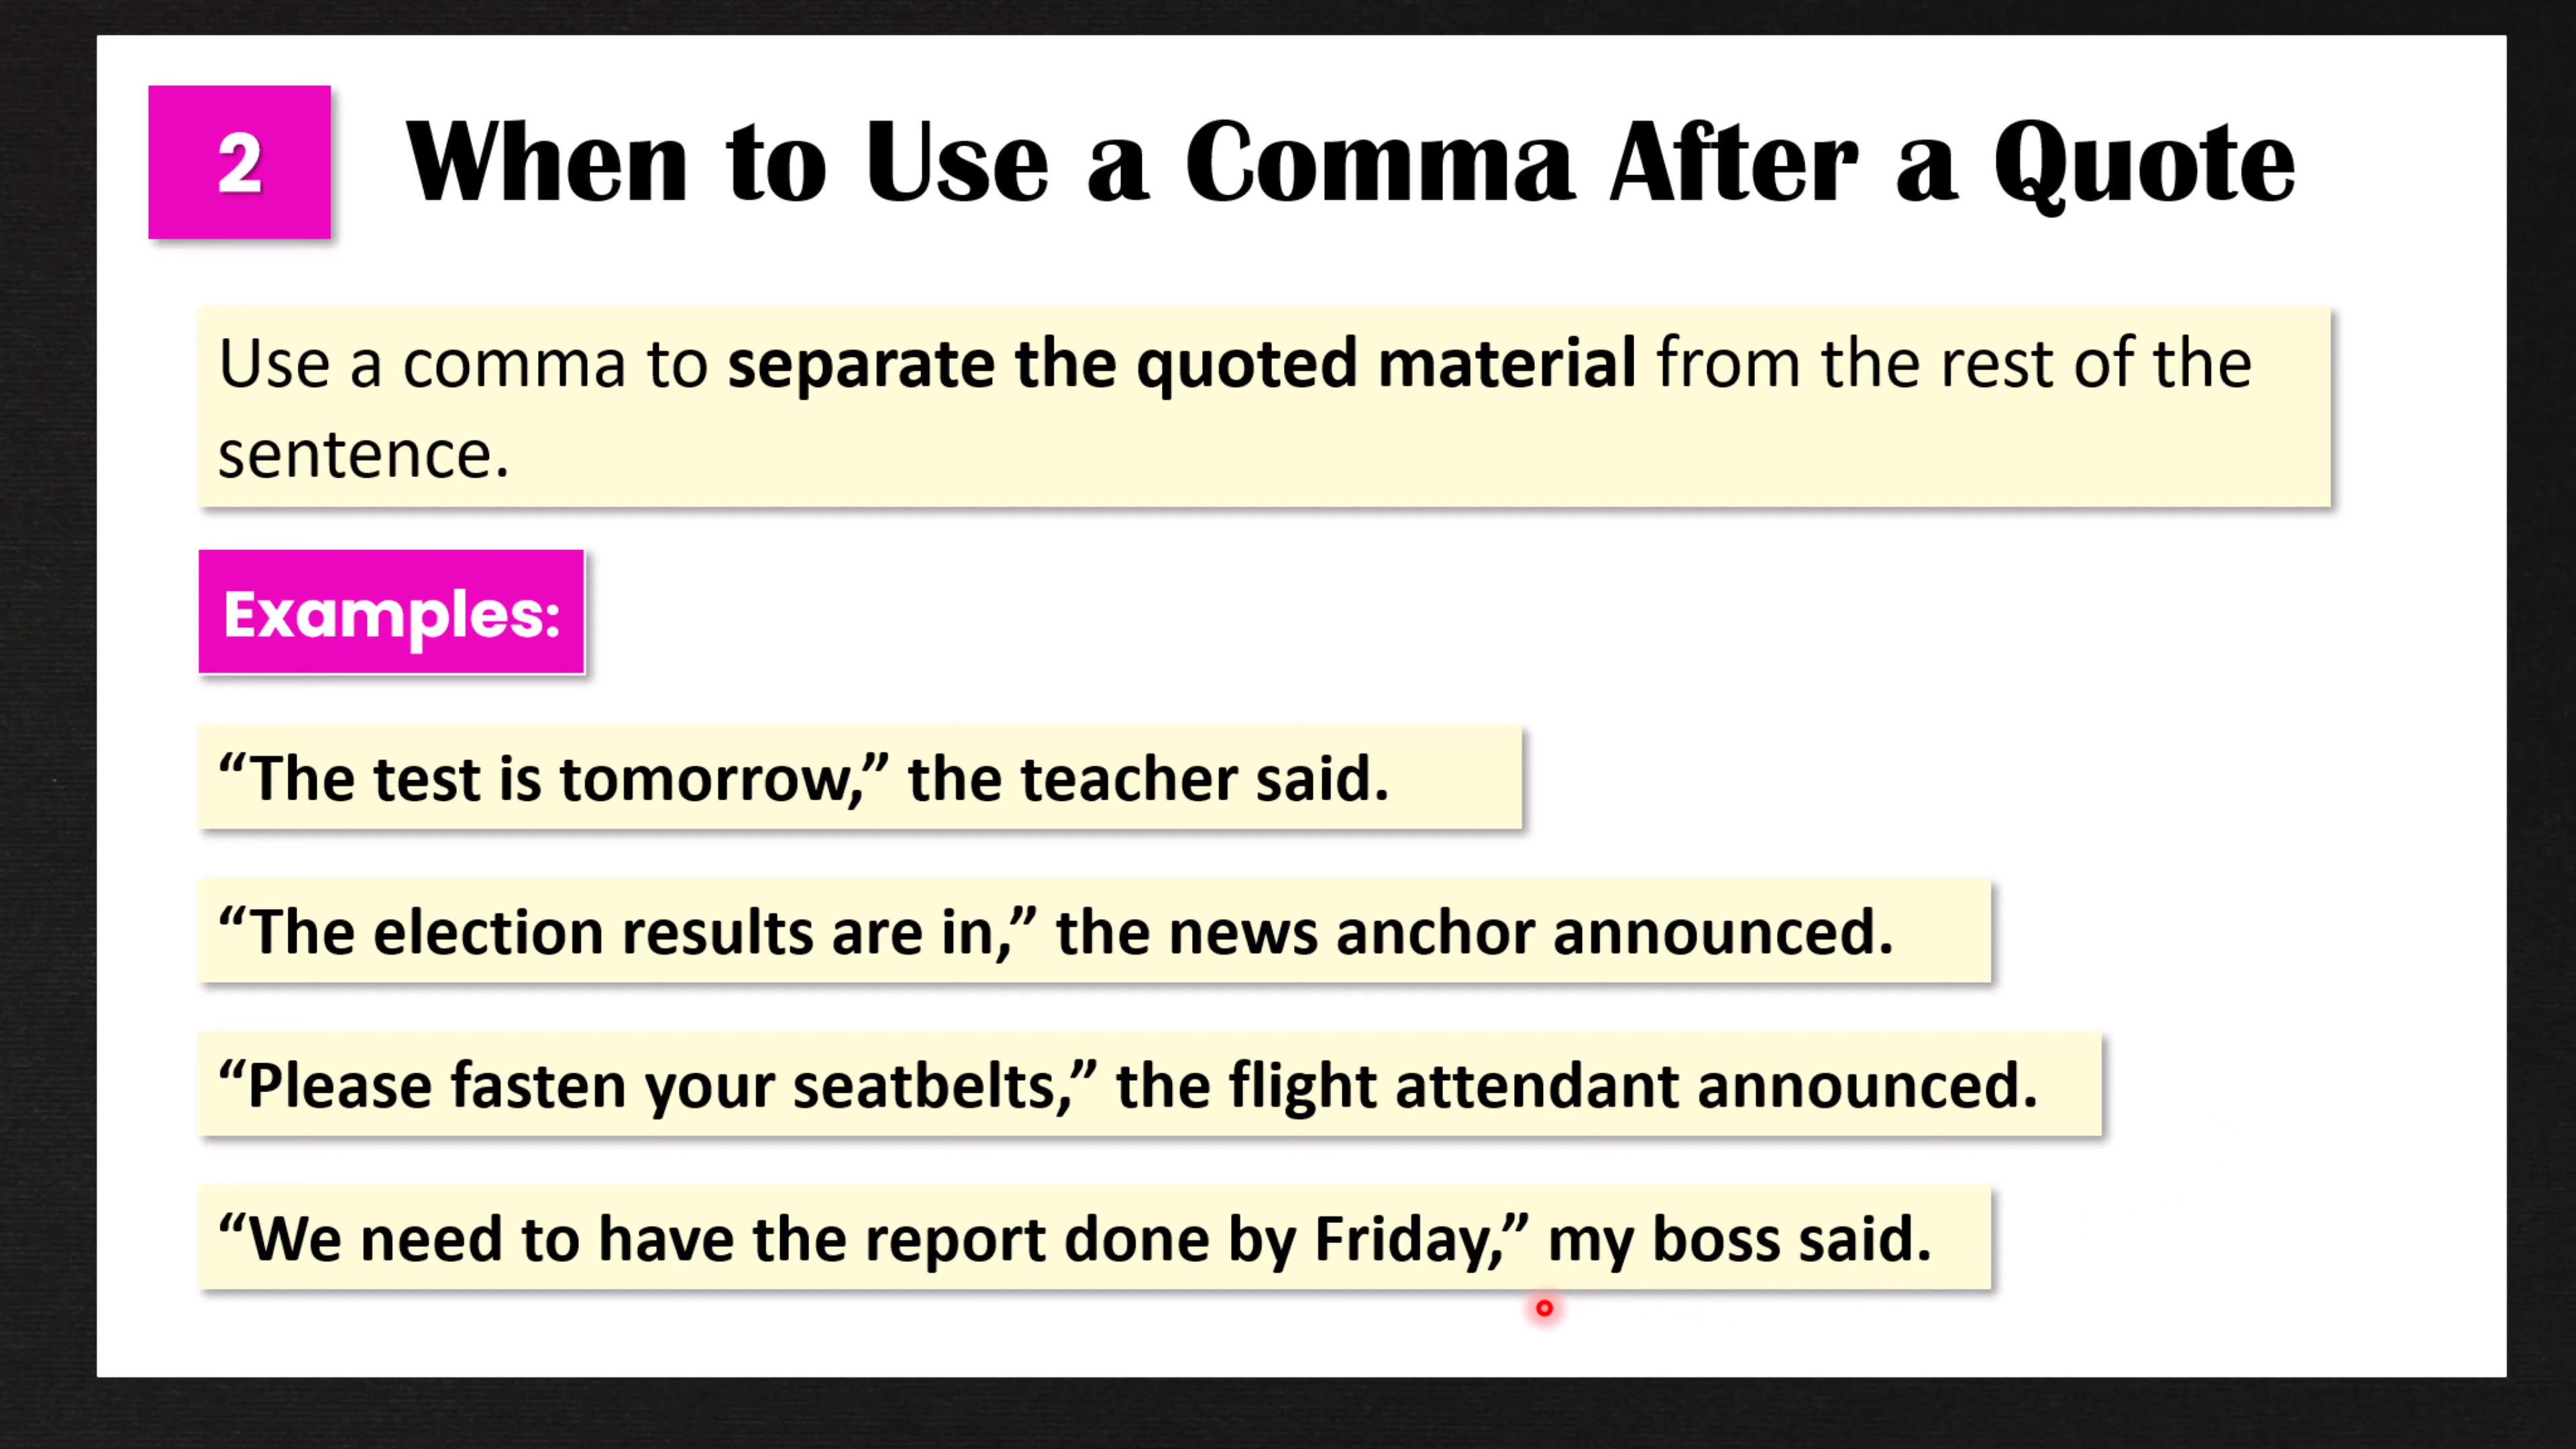 2
When to Use a Comma After a Quote
Use a comma to separate the quoted material from the rest of the
sentence.
Examples:
“The test is tomorrow,” the teacher said.
“The election results are in,” the news anchor announced.
“Please fasten your seatbelts,” the flight attendant announced.
“We need to have the report done by Friday,” my boss said.